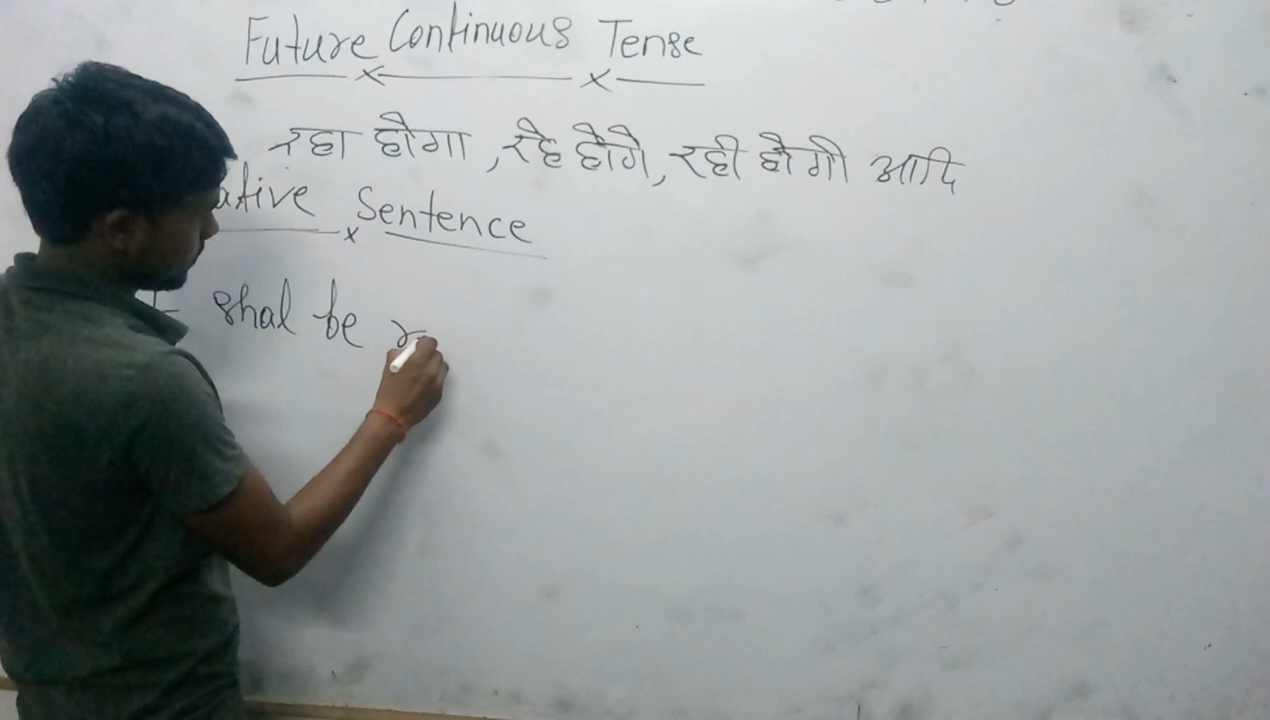 Future Continuous Tense
रहा होगा, रहे होंगे, रही होगी आदि
ative Sentence
I shal be r